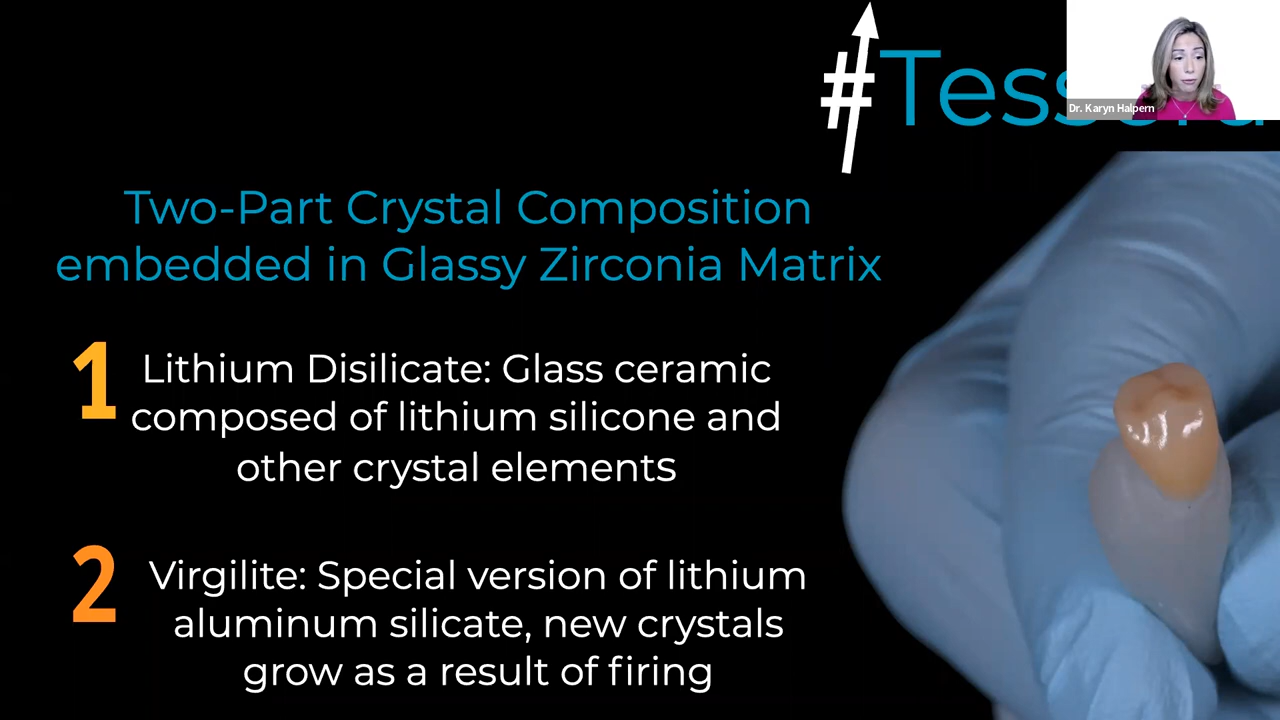 #Tess
Dr. Karyn Halpern
Two-Part Crystal Composition
embedded in Glassy Zirconia Matrix
1
Lithium Disilicate: Glass ceramic
composed of lithium silicone and
other crystal elements
2
Virgilite: Special version of lithium
aluminum silicate, new crystals
grow as a result of firing